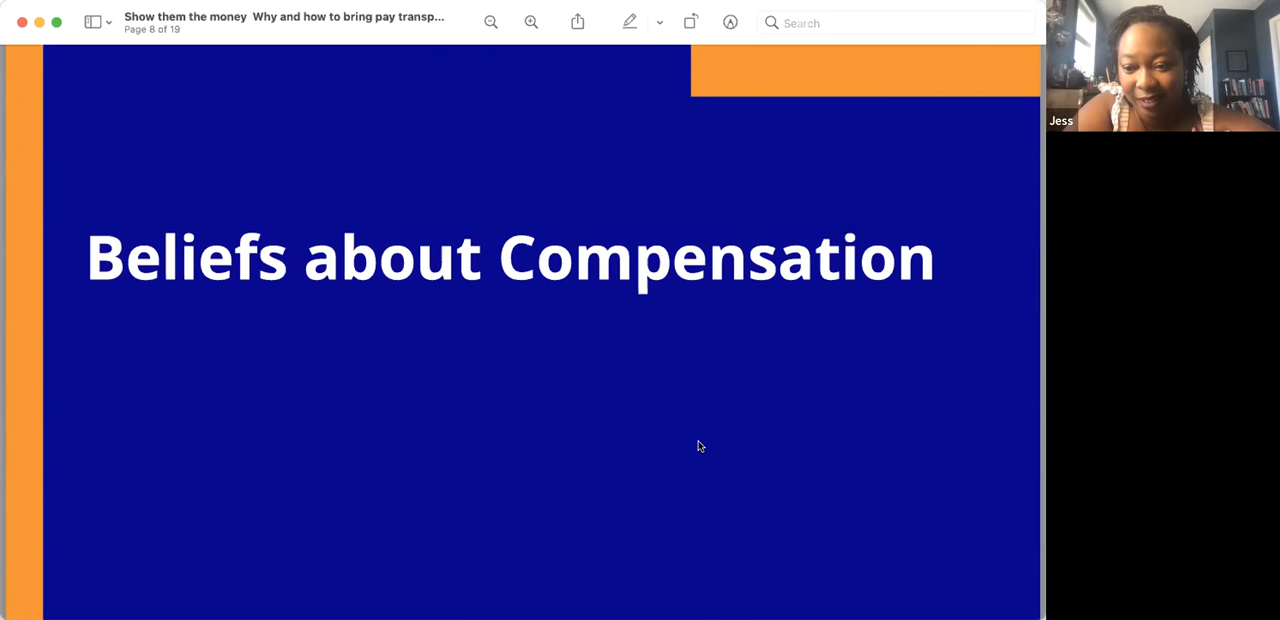 Show them the money  Why and how to bring pay transp...
Page 8 of 19
Search
Jess
Beliefs about Compensation